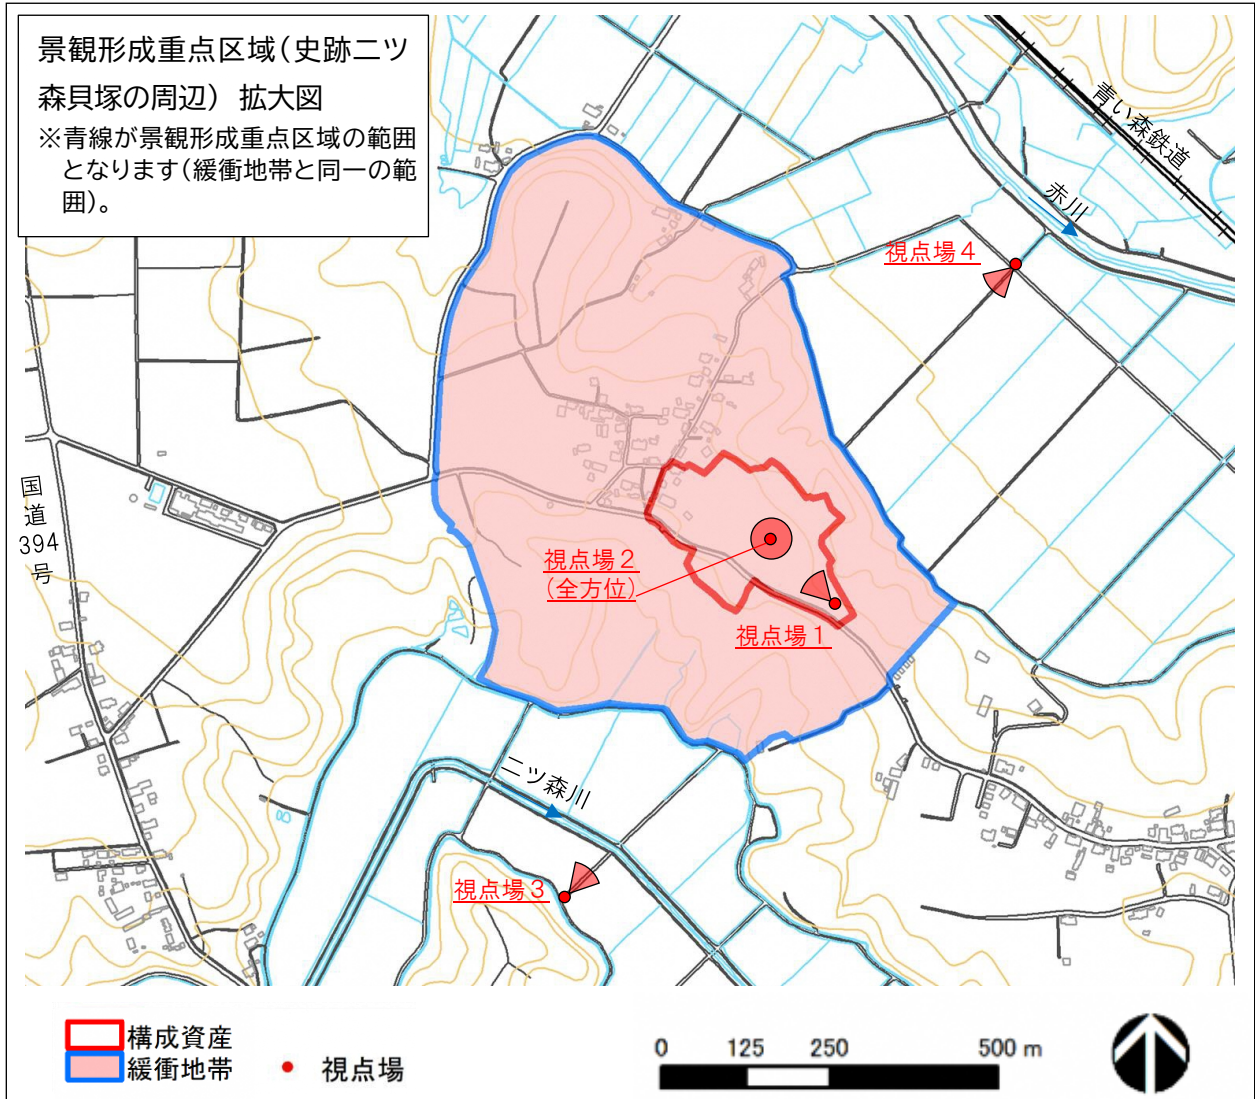 景観形成重点区域(史跡二ツ
森貝塚の周辺) 拡大図
※青線が景観形成重点区域の範囲
となります(緩衝地帯と同一の範
囲)。
青い森鉄道
赤川
視点場4
国道394号
視点場2
(全方位)
視点場1
二ツ森川
視点場3
構成資産
緩衝地帯
視点場
0 125 250 500 m